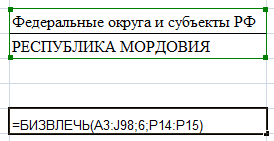 Федеральные округа и субъекты РФ
РЕСПУБЛИКА МОРДОВИЯ
=БИЗВЛЕЧЬ(A3:J98;6;P14:P15)